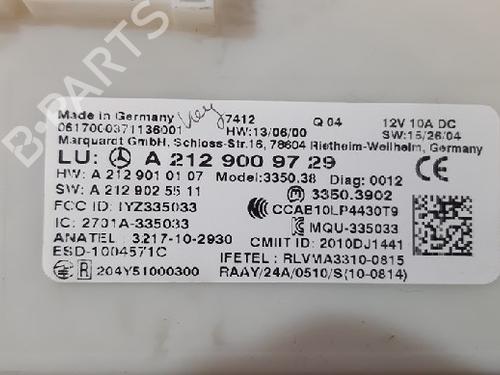 Made in Germany Key 7412 Q 04 12V 10A DC
0617000371136001 HW:13/06/00 SW:15/26/04
Marquardt GmbH, Schloss-Str.16, 78604 Rietheim-Weilheim, Germany
LU: A 212 900 97 29
HW: A 212 901 01 07 Model:3350.38 Diag: 0012
SW: A 212 902 55 11 3350.3902
FCC ID: IYZ335033 CCAB10LP4430T9
IC: 2701A-335033 MQU-335033
ANATEL : 3217-10-2930 CMIIT ID: 2010DJ1441
ESD-1004571C IFETEL: RLVMA3310-0815
R 204Y51000300 RAAY/24A/0510/S(10-0814)